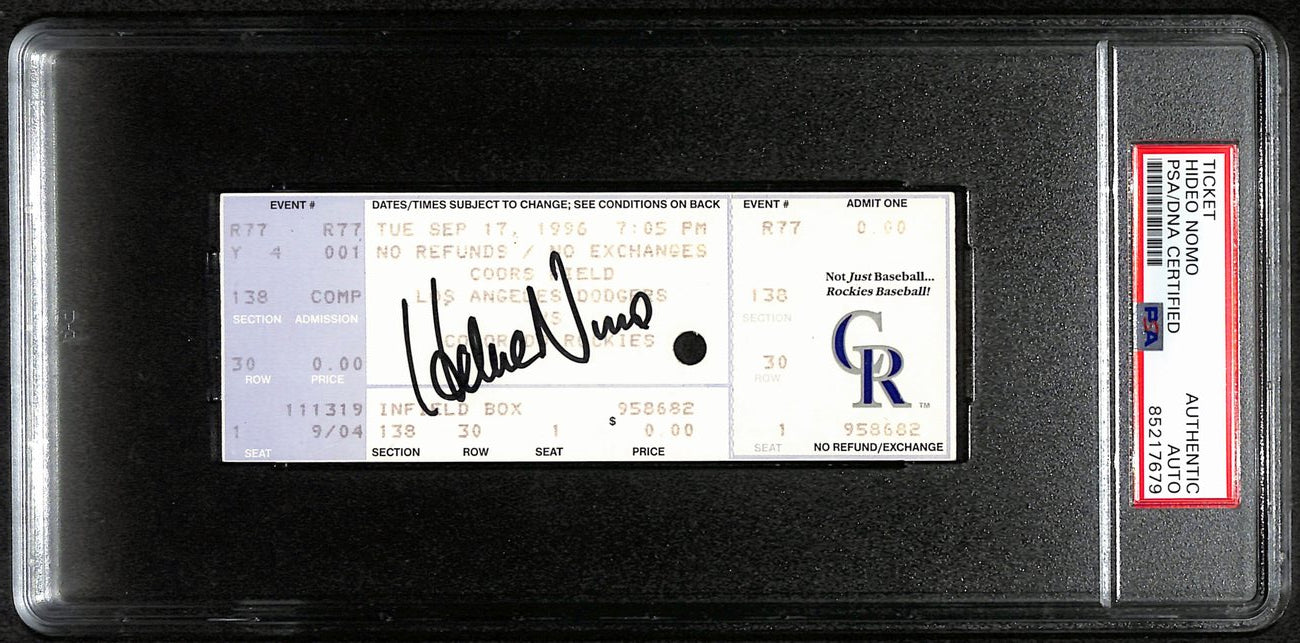 EVENT # DATES/TIMES SUBJECT TO CHANGE; SEE CONDITIONS ON BACK EVENT # ADMIT ONE
R77 R77 TUE SEP 17, 1996 7:05 PM R77 0.00
Y 4 001 NO REFUNDS / NO EXCHANGES
COORS FIELD
Not Just Baseball...
Rockies Baseball!
138 COMP LOS ANGELES DODGERS 138
SECTION ADMISSION VS SECTION
COLORADO ROCKIES
Hideo Nomo
CR
TM
30 0.00 30
ROW PRICE ROW
111319 INFIELD BOX 958682
$
1 9/04 138 30 1 0.00 1 958682
SEAT SECTION ROW SEAT PRICE SEAT NO REFUND/EXCHANGE
TICKET
HIDEO NOMO
PSA/DNA CERTIFIED
PSA
AUTHENTIC
AUTO
85217679